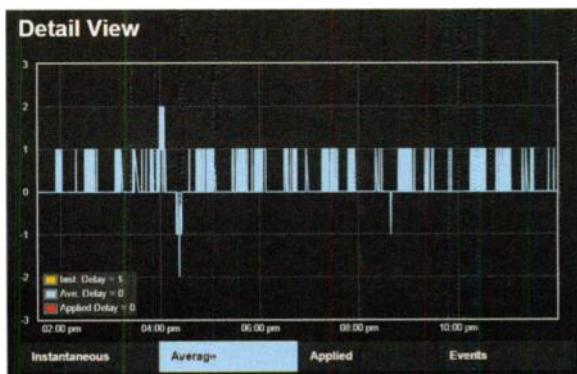 Detail View
3
2
1
0
-1
-2
-3
Inst. Delay = 1
Ave. Delay = 0
Applied Delay = 0
02:00 pm 04:00 pm 06:00 pm 08:00 pm 10:00 pm
Instantaneous Average Applied Events